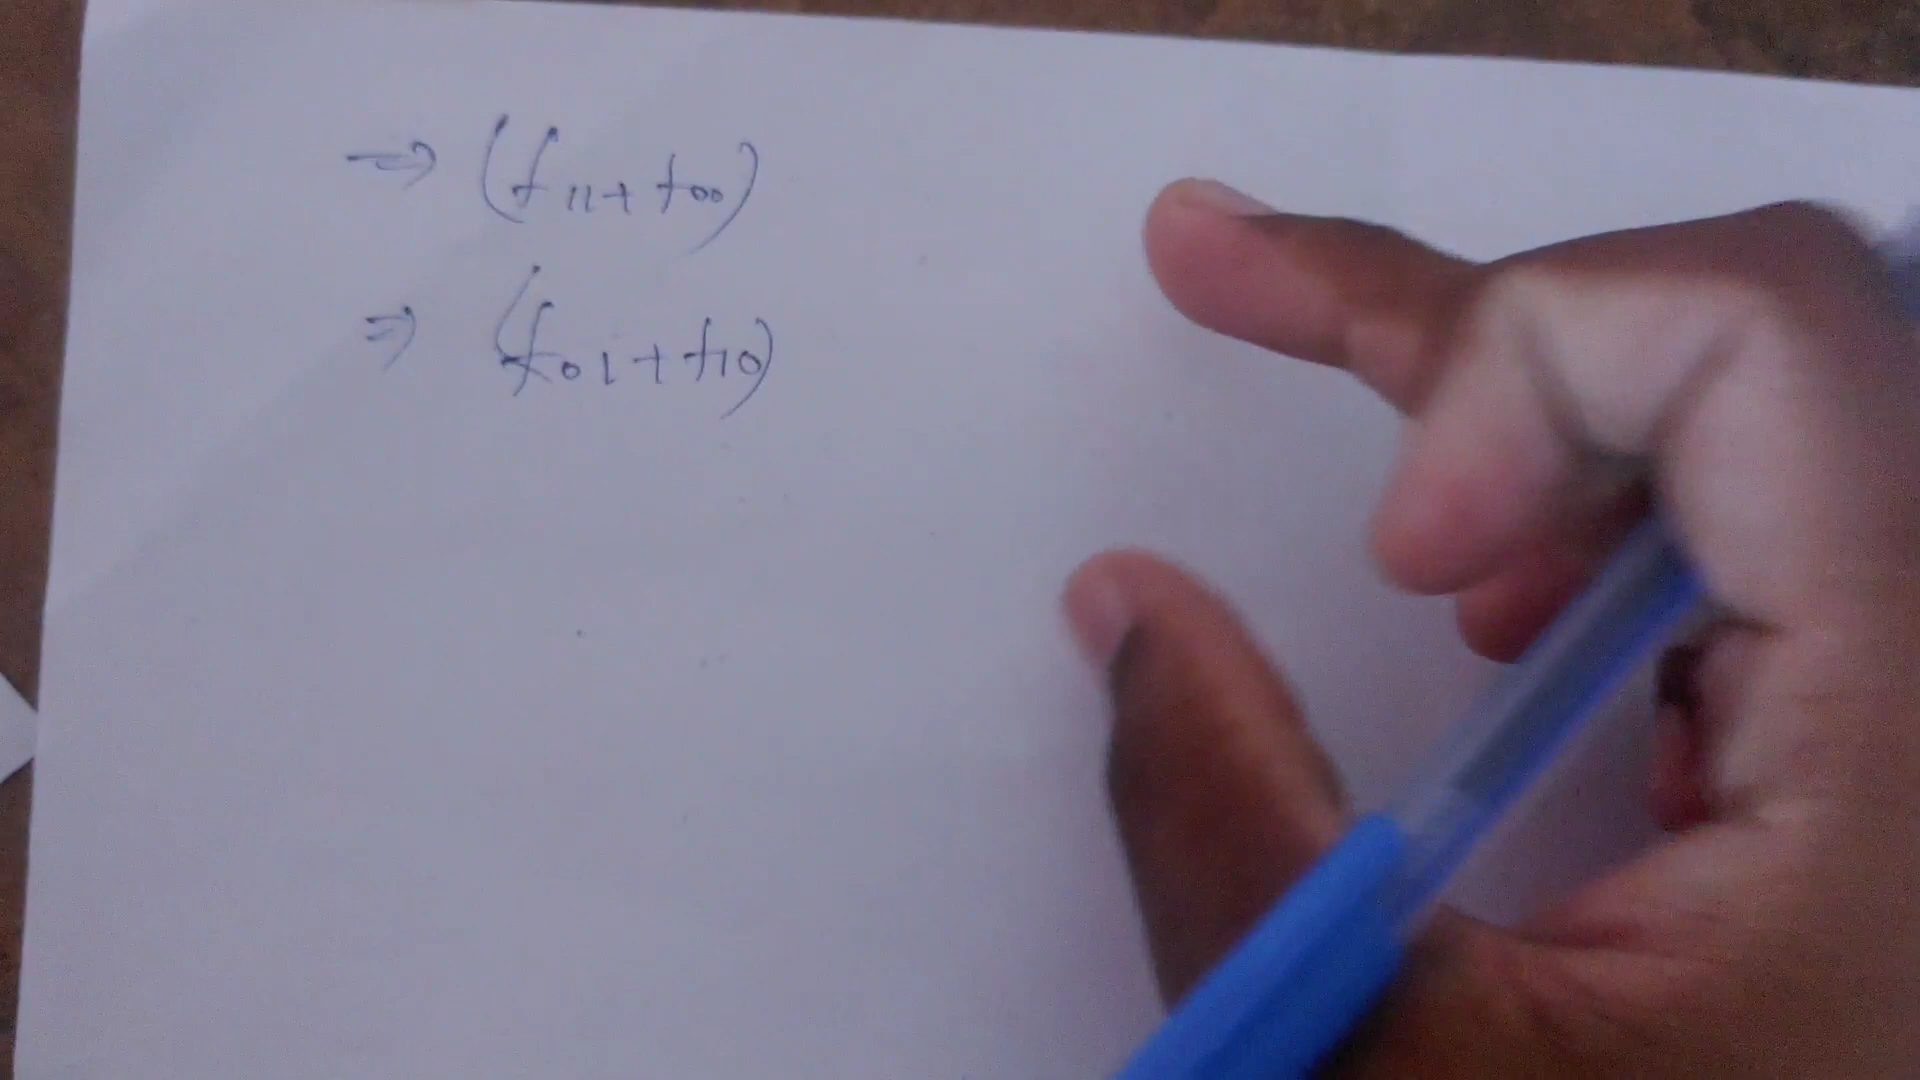 ⇒ (f₁₁ + f₀₀)
⇒ (f₀₁ + f₁₀)